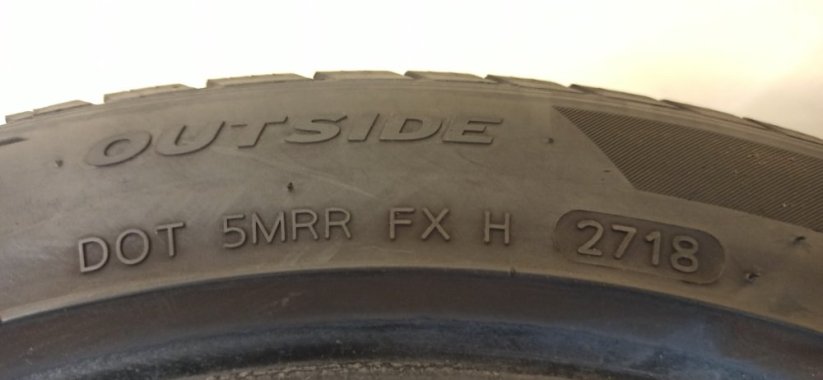 OUTSIDE
DOT 5MRR FX H 2718